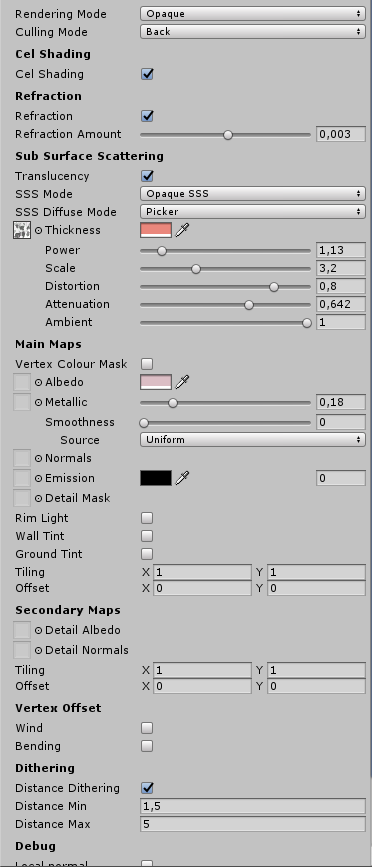 Rendering Mode Opaque
Culling Mode Back
Cel Shading
Cel Shading
Refraction
Refraction
Refraction Amount 0,003
Sub Surface Scattering
Translucency
SSS Mode Opaque SSS
SSS Diffuse Mode Picker
Thickness
Power 1,13
Scale 3,2
Distortion 0,8
Attenuation 0,642
Ambient 1
Main Maps
Vertex Colour Mask
Albedo
Metallic 0,18
Smoothness 0
Source Uniform
Normals
Emission 0
Detail Mask
Rim Light
Wall Tint
Ground Tint
Tiling X 1 Y 1
Offset X 0 Y 0
Secondary Maps
Detail Albedo
Detail Normals
Tiling X 1 Y 1
Offset X 0 Y 0
Vertex Offset
Wind
Bending
Dithering
Distance Dithering
Distance Min 1,5
Distance Max 5
Debug
Local normal